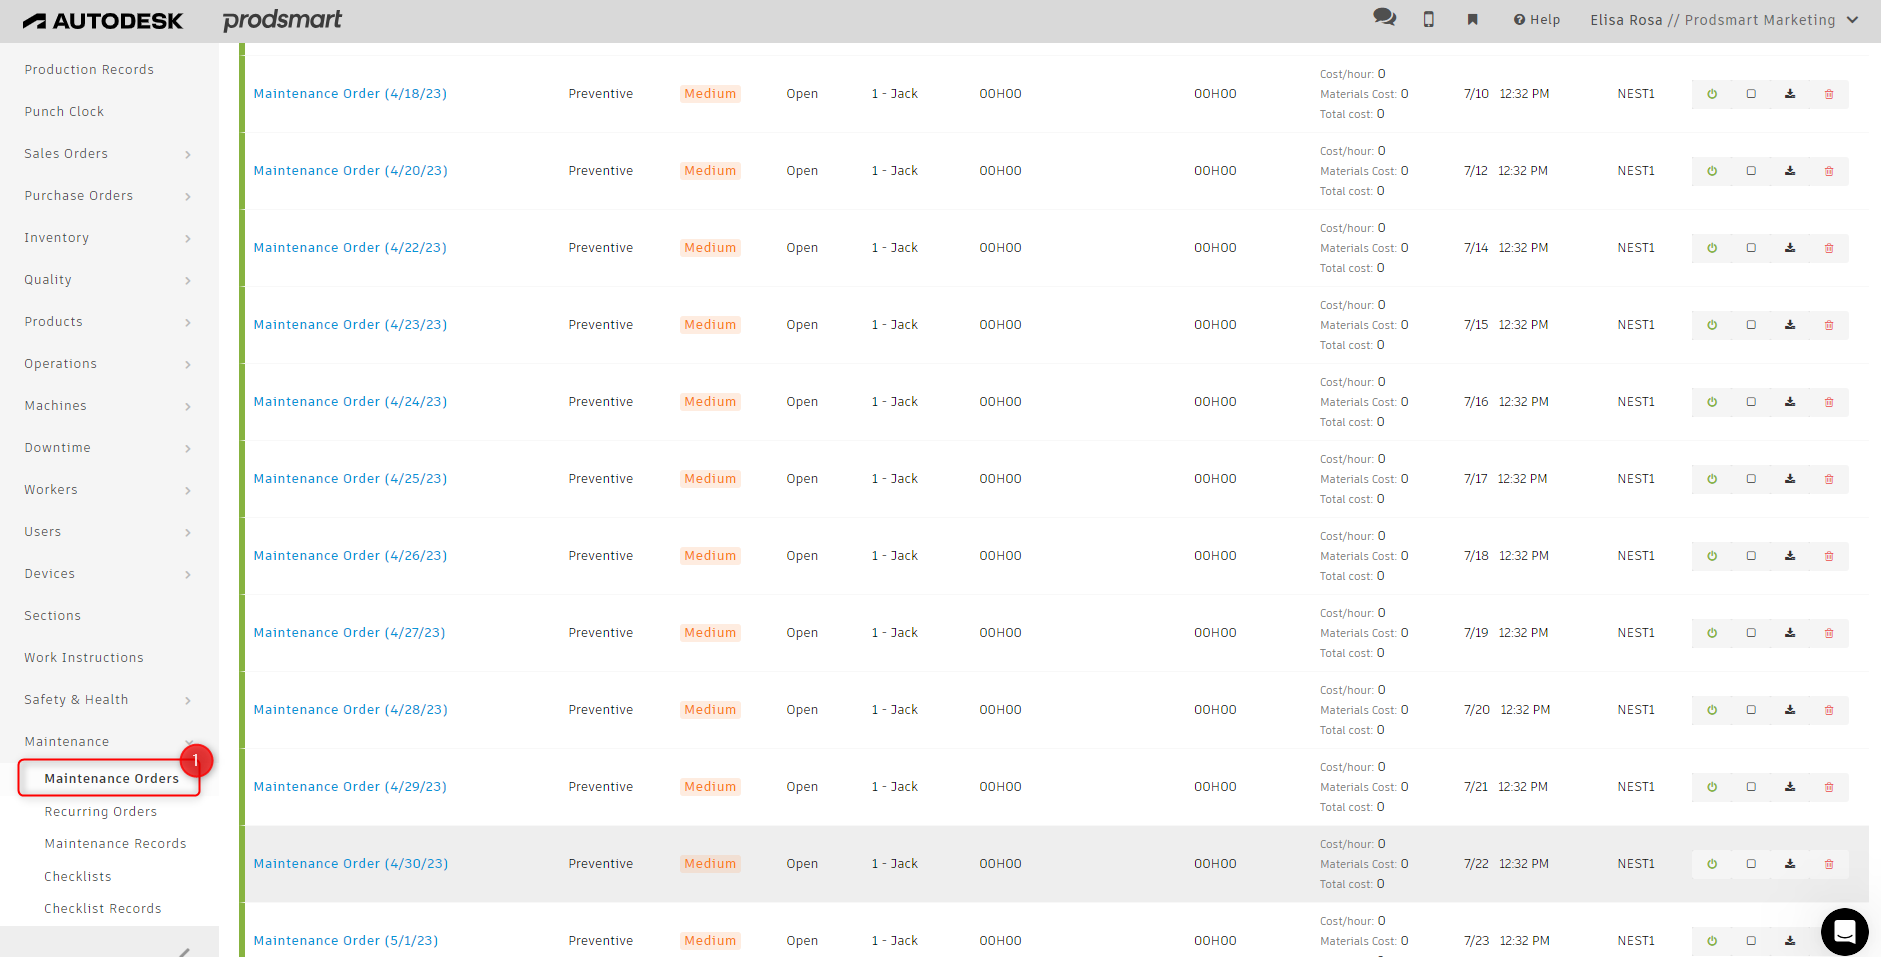 AUTODESK prodsmart Help Elisa Rosa // Prodsmart Marketing
Production Records
Punch Clock
Sales Orders
Purchase Orders
Inventory
Quality
Products
Operations
Machines
Downtime
Workers
Users
Devices
Sections
Work Instructions
Safety & Health
Maintenance
1
Maintenance Orders
Recurring Orders
Maintenance Records
Checklists
Checklist Records
Cost/hour: 0
Maintenance Order (4/18/23) Preventive Medium Open 1 - Jack 00H00 00H00 Materials Cost: 0 7/10 12:32 PM NEST1
Total cost: 0
Cost/hour: 0
Maintenance Order (4/20/23) Preventive Medium Open 1 - Jack 00H00 00H00 Materials Cost: 0 7/12 12:32 PM NEST1
Total cost: 0
Cost/hour: 0
Maintenance Order (4/22/23) Preventive Medium Open 1 - Jack 00H00 00H00 Materials Cost: 0 7/14 12:32 PM NEST1
Total cost: 0
Cost/hour: 0
Maintenance Order (4/23/23) Preventive Medium Open 1 - Jack 00H00 00H00 Materials Cost: 0 7/15 12:32 PM NEST1
Total cost: 0
Cost/hour: 0
Maintenance Order (4/24/23) Preventive Medium Open 1 - Jack 00H00 00H00 Materials Cost: 0 7/16 12:32 PM NEST1
Total cost: 0
Cost/hour: 0
Maintenance Order (4/25/23) Preventive Medium Open 1 - Jack 00H00 00H00 Materials Cost: 0 7/17 12:32 PM NEST1
Total cost: 0
Cost/hour: 0
Maintenance Order (4/26/23) Preventive Medium Open 1 - Jack 00H00 00H00 Materials Cost: 0 7/18 12:32 PM NEST1
Total cost: 0
Cost/hour: 0
Maintenance Order (4/27/23) Preventive Medium Open 1 - Jack 00H00 00H00 Materials Cost: 0 7/19 12:32 PM NEST1
Total cost: 0
Cost/hour: 0
Maintenance Order (4/28/23) Preventive Medium Open 1 - Jack 00H00 00H00 Materials Cost: 0 7/20 12:32 PM NEST1
Total cost: 0
Cost/hour: 0
Maintenance Order (4/29/23) Preventive Medium Open 1 - Jack 00H00 00H00 Materials Cost: 0 7/21 12:32 PM NEST1
Total cost: 0
Cost/hour: 0
Maintenance Order (4/30/23) Preventive Medium Open 1 - Jack 00H00 00H00 Materials Cost: 0 7/22 12:32 PM NEST1
Total cost: 0
Cost/hour: 0
Maintenance Order (5/1/23) Preventive Medium Open 1 - Jack 00H00 00H00 Materials Cost: 0 7/23 12:32 PM NEST1